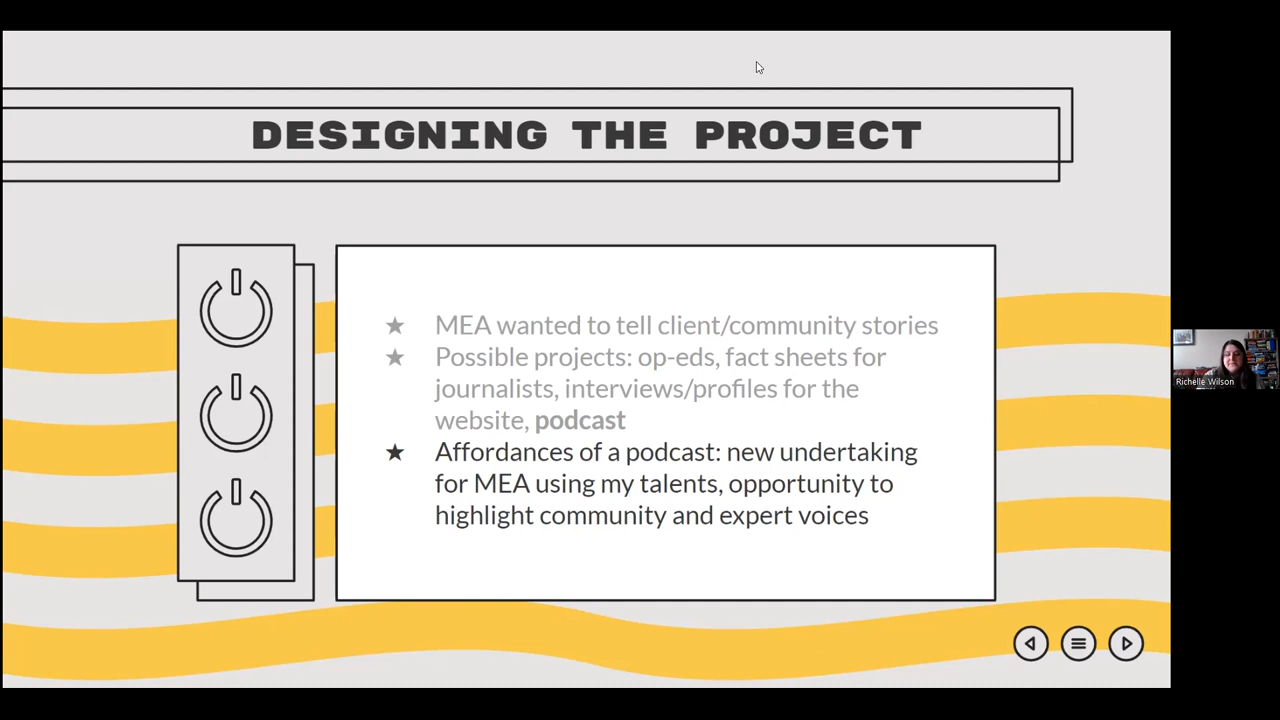 DESIGNING THE PROJECT
★ MEA wanted to tell client/community stories
★ Possible projects: op-eds, fact sheets for
journalists, interviews/profiles for the
website, podcast
★ Affordances of a podcast: new undertaking
for MEA using my talents, opportunity to
highlight community and expert voices
Richelle Wilson